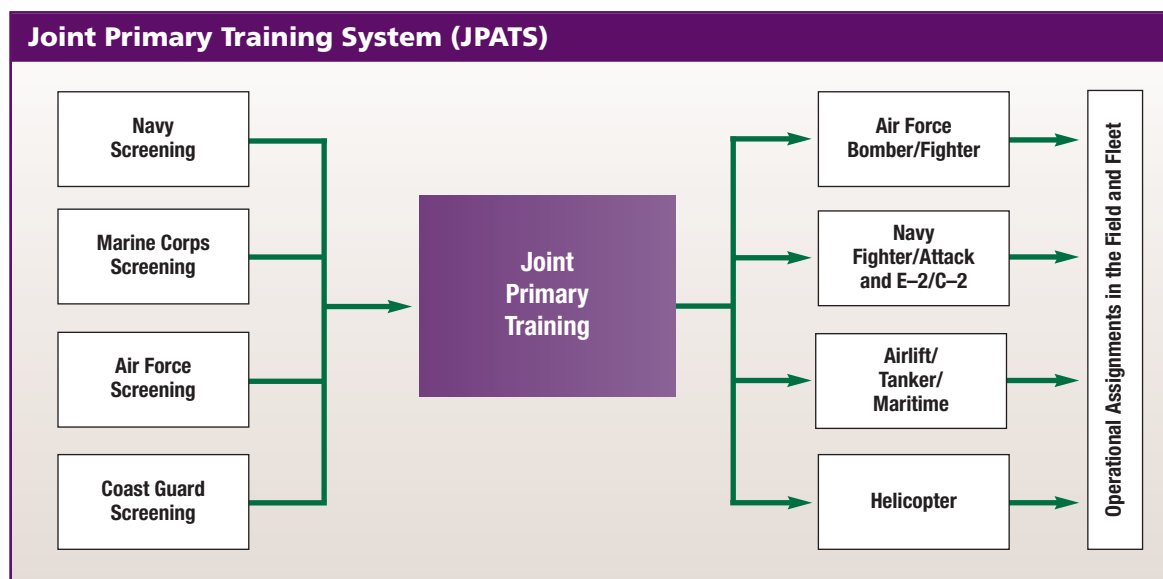 Joint Primary Training System (JPATS)
Navy
Screening
Marine Corps
Screening
Air Force
Screening
Coast Guard
Screening
Joint
Primary
Training
Air Force
Bomber/Fighter
Navy
Fighter/Attack
and E–2/C–2
Airlift/
Tanker/
Maritime
Helicopter
Operational Assignments in the Field and Fleet